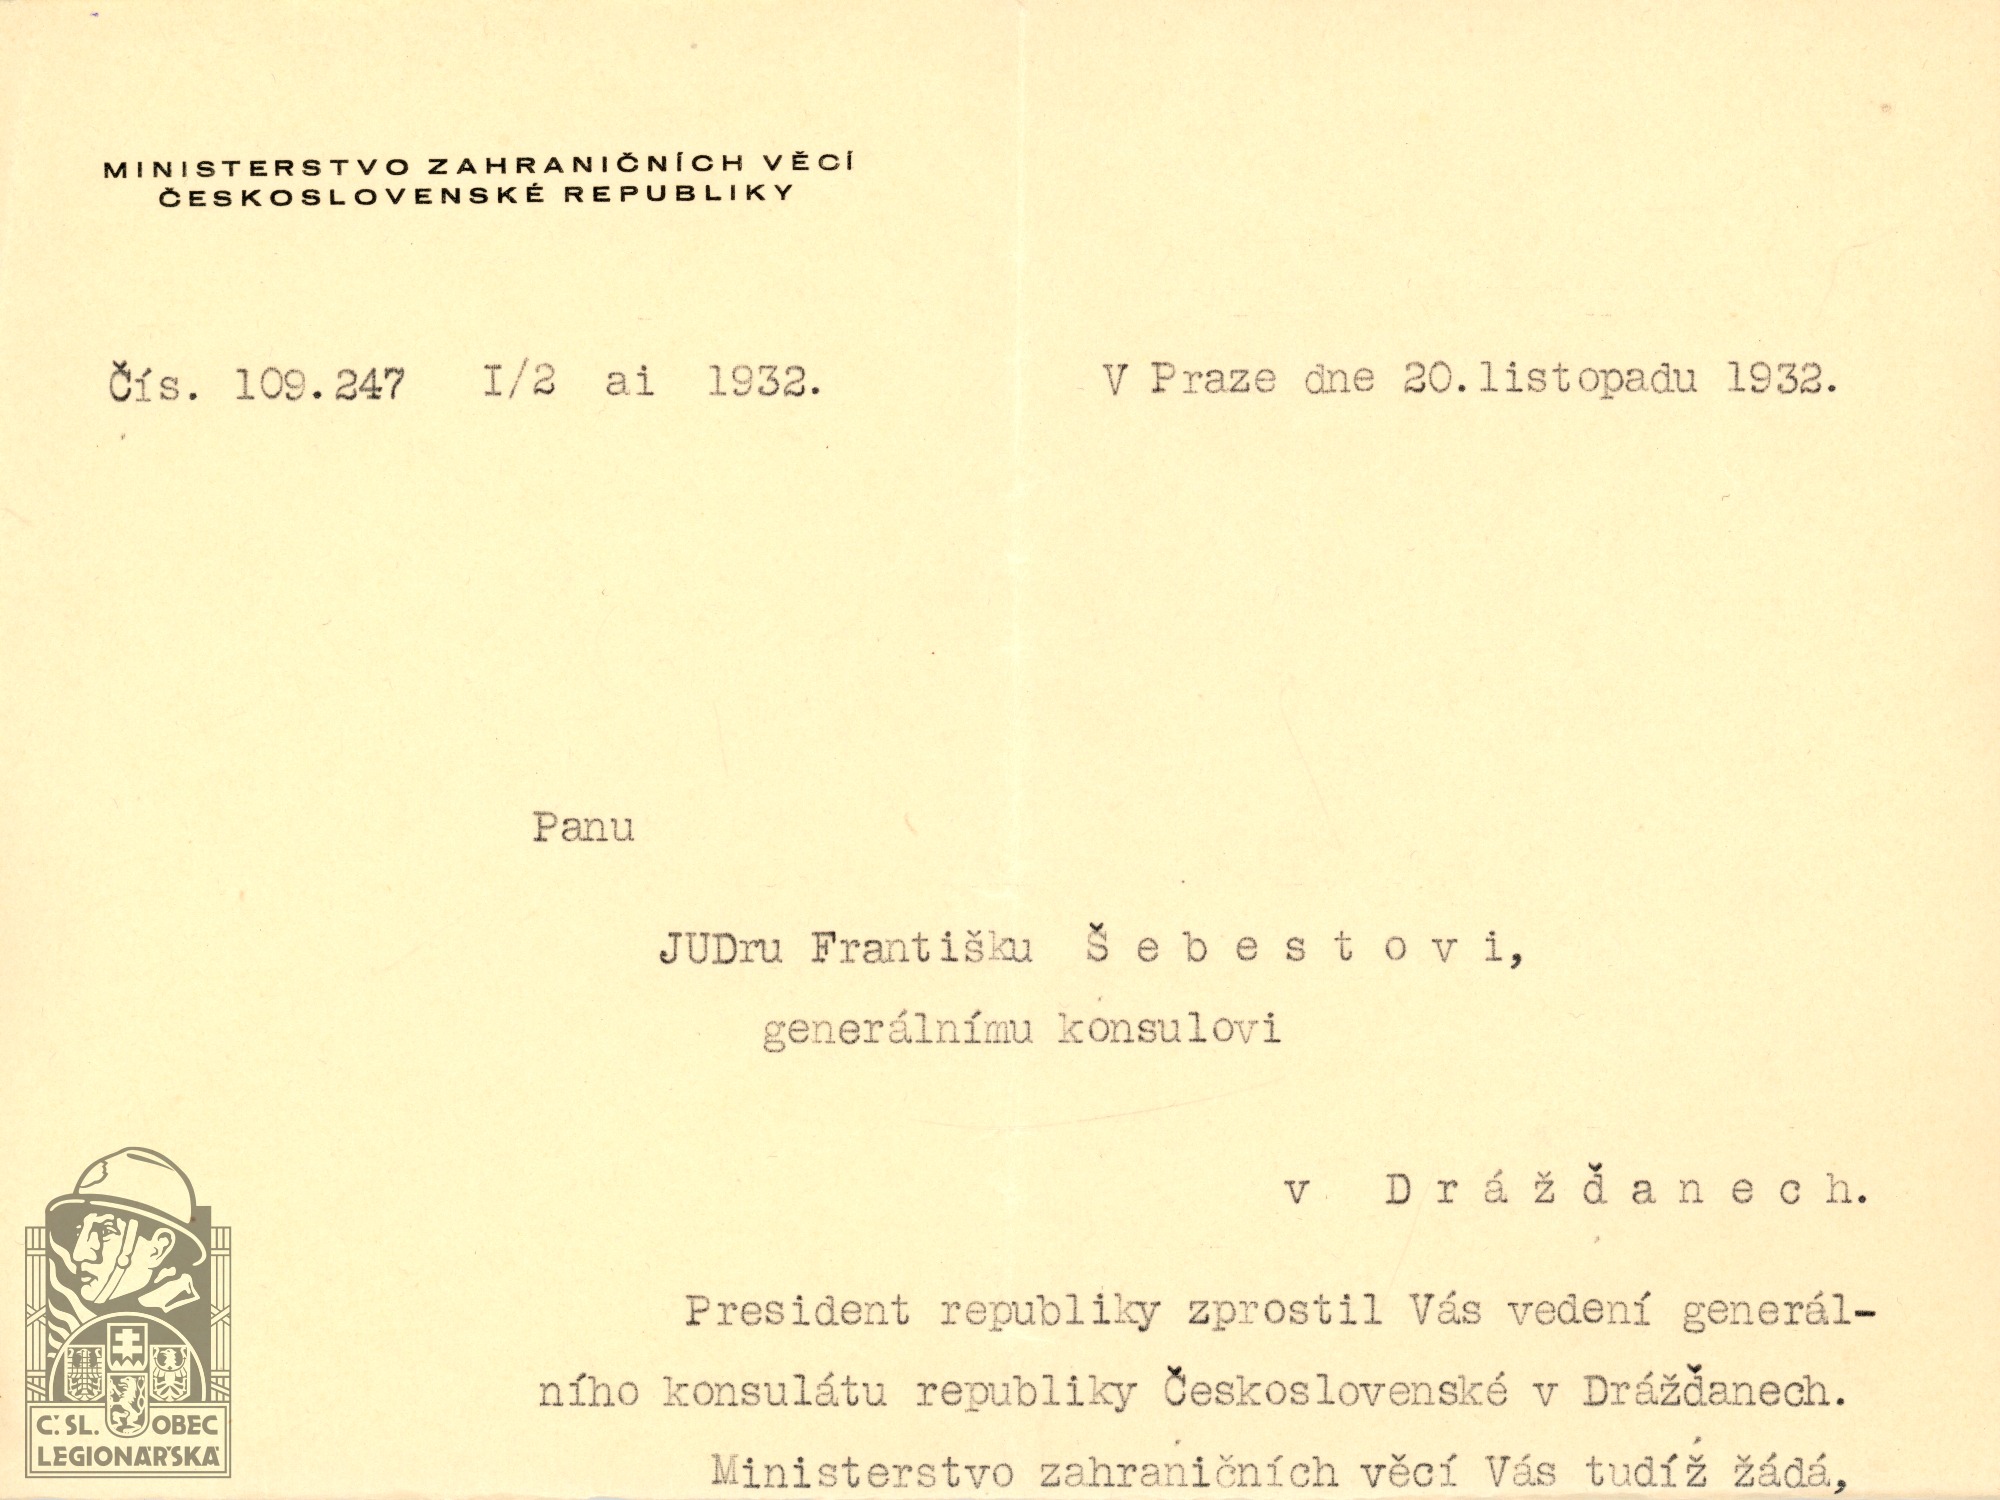 MINISTERSTVO ZAHRANIČNÍCH VĚCÍ
ČESKOSLOVENSKÉ REPUBLIKY
Čís. 109.247 I/2 ai 1932.
V Praze dne 20.listopadu 1932.
Panu
JUDru Františku Š e b e s t o v i,
generálnímu konsulovi
v D r á ž ď a n e c h.
President republiky zprostil Vás vedení generál-
ního konsulátu republiky Československé v Drážďanech.
Ministerstvo zahraničních věcí Vás tudíž žádá,
Č. SL. OBEC
LEGIONÁŘSKÁ